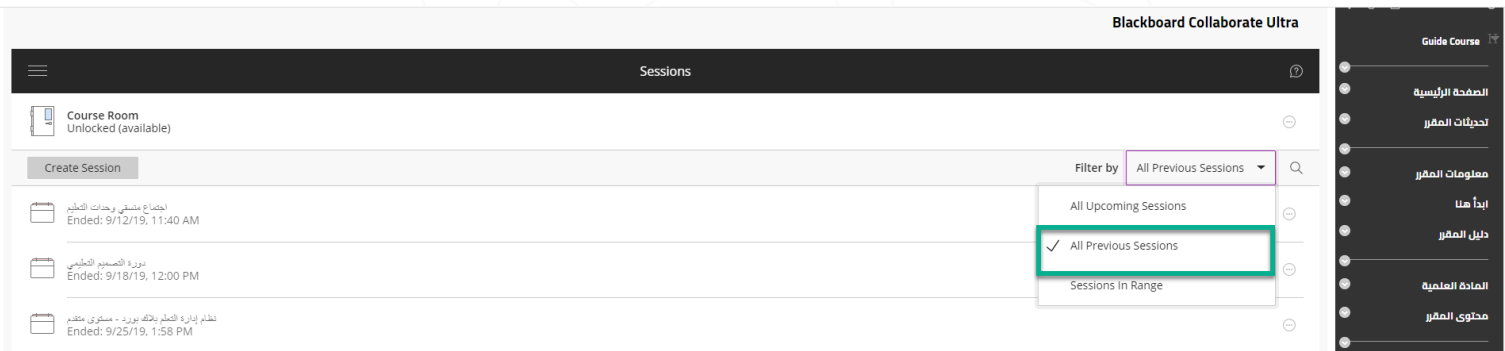 Blackboard Collaborate Ultra
Sessions
Course Room
Unlocked (available)
Create Session
Filter by All Previous Sessions
All Upcoming Sessions
All Previous Sessions
Sessions In Range
اجتماع منسقي وحدات التعليم
Ended: 9/12/19, 11:40 AM
دورة التصميم التعليمي
Ended: 9/18/19, 12:00 PM
نظام إدارة التعلم بلاك بورد - مستوى متقدم
Ended: 9/25/19, 1:58 PM
Guide Course
الصفحة الرئيسية
تحديثات المقرر
معلومات المقرر
ابدأ هنا
دليل المقرر
المادة العلمية
محتوى المقرر